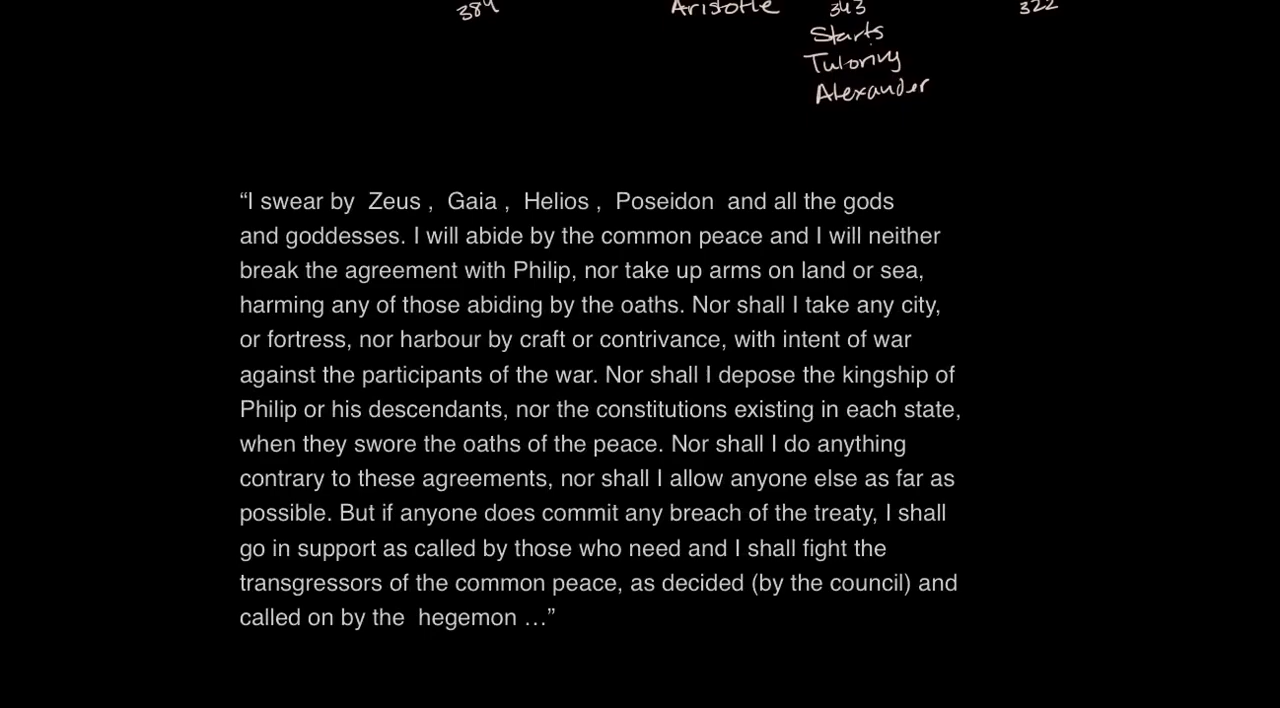 384 Aristotle 343 322
Starts
Tutoring
Alexander
“I swear by Zeus , Gaia , Helios , Poseidon and all the gods
and goddesses. I will abide by the common peace and I will neither
break the agreement with Philip, nor take up arms on land or sea,
harming any of those abiding by the oaths. Nor shall I take any city,
or fortress, nor harbour by craft or contrivance, with intent of war
against the participants of the war. Nor shall I depose the kingship of
Philip or his descendants, nor the constitutions existing in each state,
when they swore the oaths of the peace. Nor shall I do anything
contrary to these agreements, nor shall I allow anyone else as far as
possible. But if anyone does commit any breach of the treaty, I shall
go in support as called by those who need and I shall fight the
transgressors of the common peace, as decided (by the council) and
called on by the hegemon …”